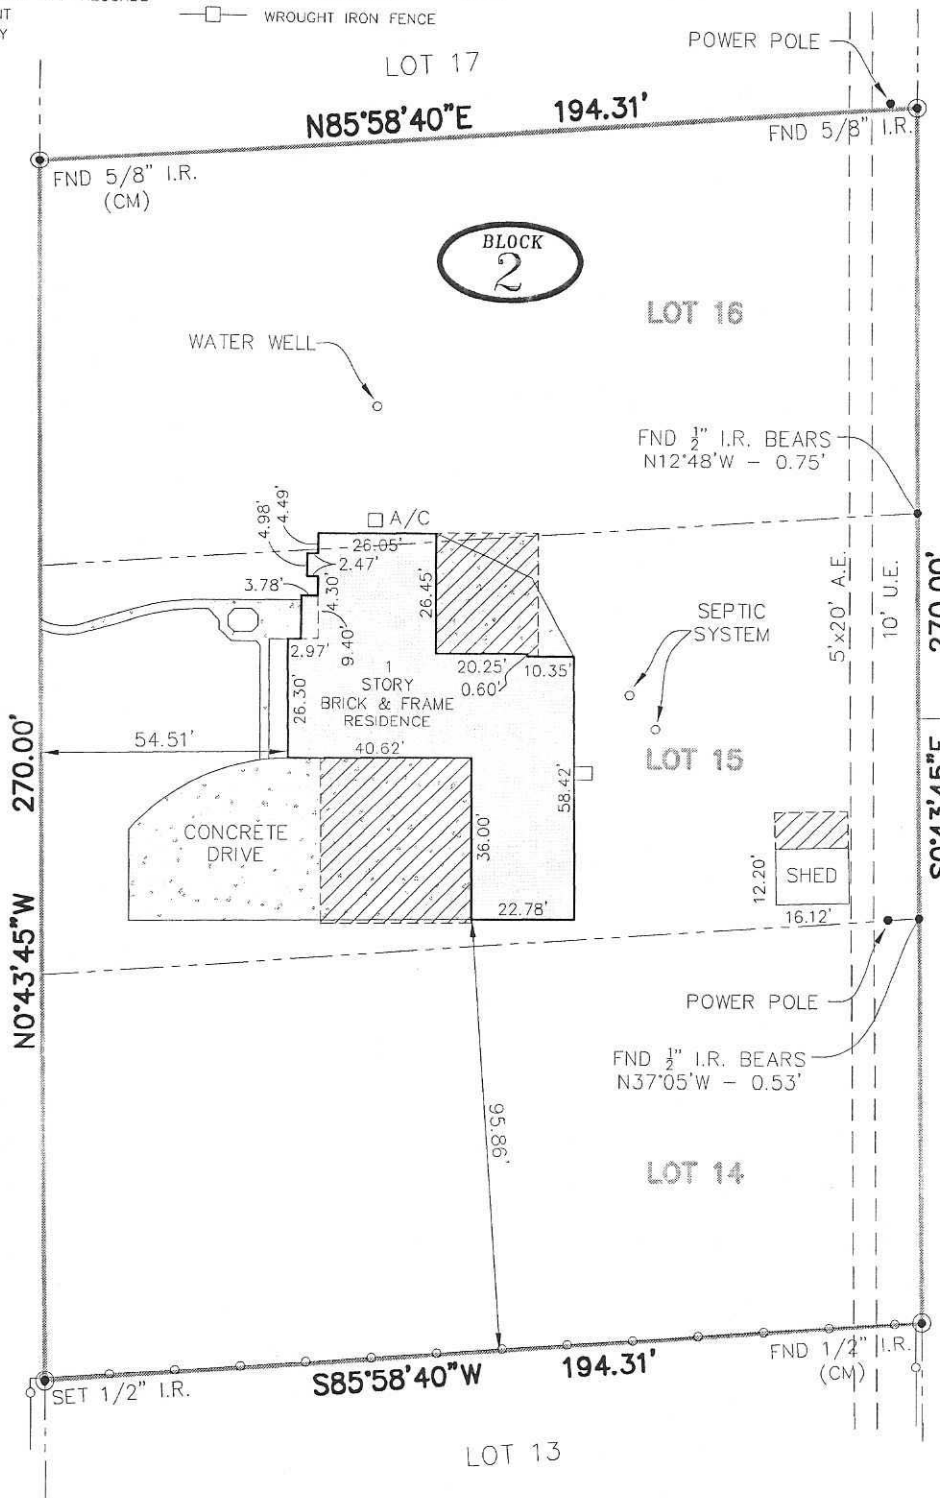 NT
Y
WROUGHT IRON FENCE
LOT 17
POWER POLE
N85°58'40"E 194.31'
FND 5/8" I.R.
FND 5/8" I.R.
(CM)
BLOCK
2
LOT 16
WATER WELL
FND ½" I.R. BEARS
N12°48'W - 0.75'
A/C
4.98'
4.49'
26.05'
2.47'
3.78'
4.30'
26.45'
5'x20' A.E.
10' U.E.
270.00'
S0°43'45"E
SEPTIC
SYSTEM
2.97'
9.40'
20.25'
10.35'
0.60'
1
STORY
BRICK & FRAME
RESIDENCE
26.30'
54.51'
40.62'
58.42'
LOT 15
270.00'
N0°43'45"W
CONCRETE
DRIVE
36.00'
22.78'
12.20'
SHED
16.12'
POWER POLE
FND ½" I.R. BEARS
N37°05'W - 0.53'
95.86'
LOT 14
SET 1/2" I.R.
S85°58'40"W 194.31'
FND 1/2" I.R.
(CM)
LOT 13